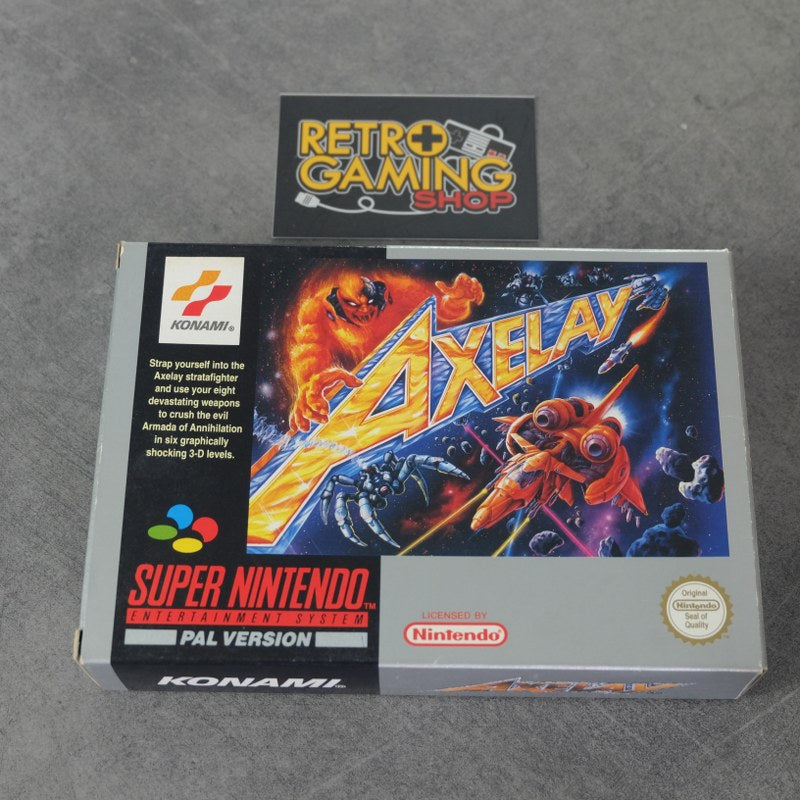 RETRO
GAMING
SHOP
KONAMI®
Strap yourself into the
Axelay stratafighter
and use your eight
devastating weapons
to crush the evil
Armada of Annihilation
in six graphically
shocking 3-D levels.
AXELAY
SUPER NINTENDO™
ENTERTAINMENT SYSTEM
PAL VERSION
LICENSED BY
Nintendo®
Original
Nintendo
Seal of
Quality
KONAMI®
AXELAY